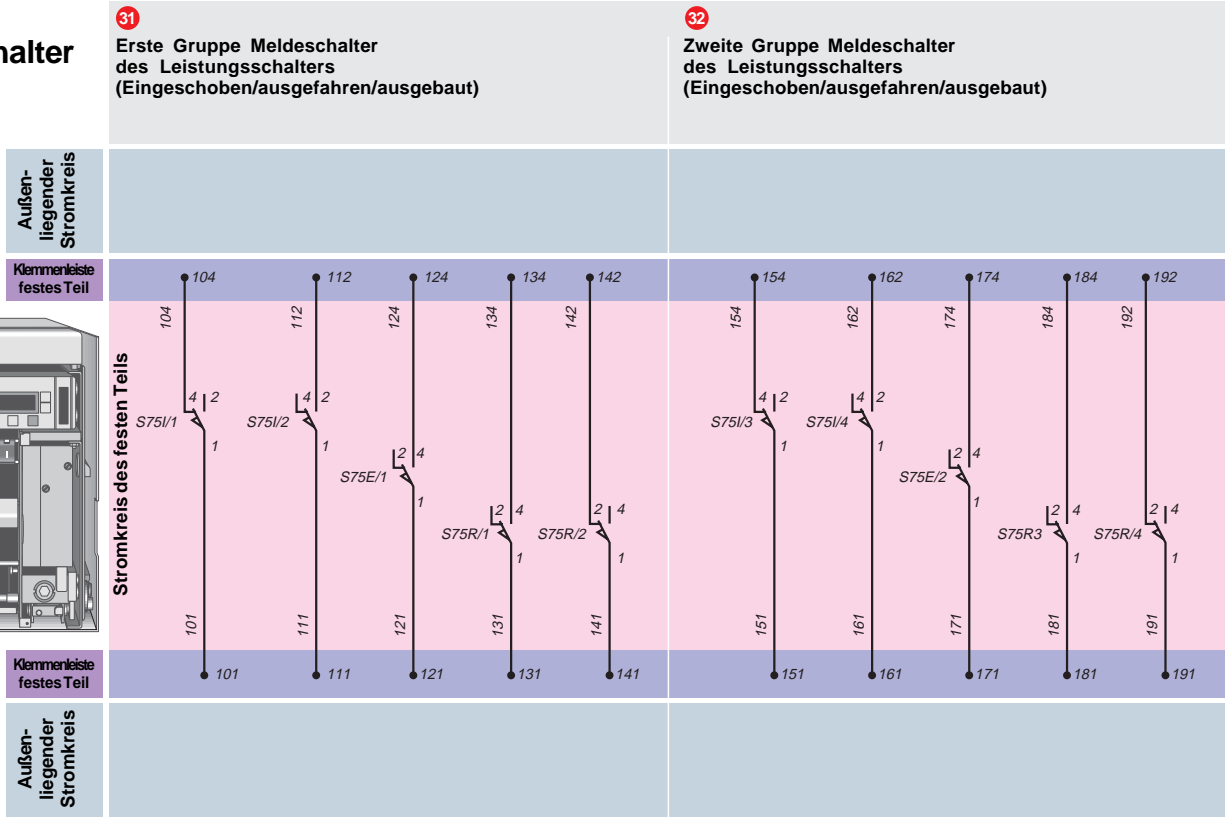 halter
31
Erste Gruppe Meldeschalter
des Leistungsschalters
(Eingeschoben/ausgefahren/ausgebaut)
32
Zweite Gruppe Meldeschalter
des Leistungsschalters
(Eingeschoben/ausgefahren/ausgebaut)
Außen-
liegender
Stromkreis
Klemmenleiste
festes Teil
104 112 124 134 142 154 162 174 184 192
104 112 124 134 142 154 162 174 184 192
Stromkreis des festen Teils
S75I/1 4 2 1
S75I/2 4 2 1
S75E/1 2 4 1
S75R/1 2 4 1
S75R/2 2 4 1
S75I/3 4 2 1
S75I/4 4 2 1
S75E/2 2 4 1
S75R3 2 4 1
S75R/4 2 4 1
101 111 121 131 141 151 161 171 181 191
Klemmenleiste
festes Teil
101 111 121 131 141 151 161 171 181 191
Außen-
liegender
Stromkreis